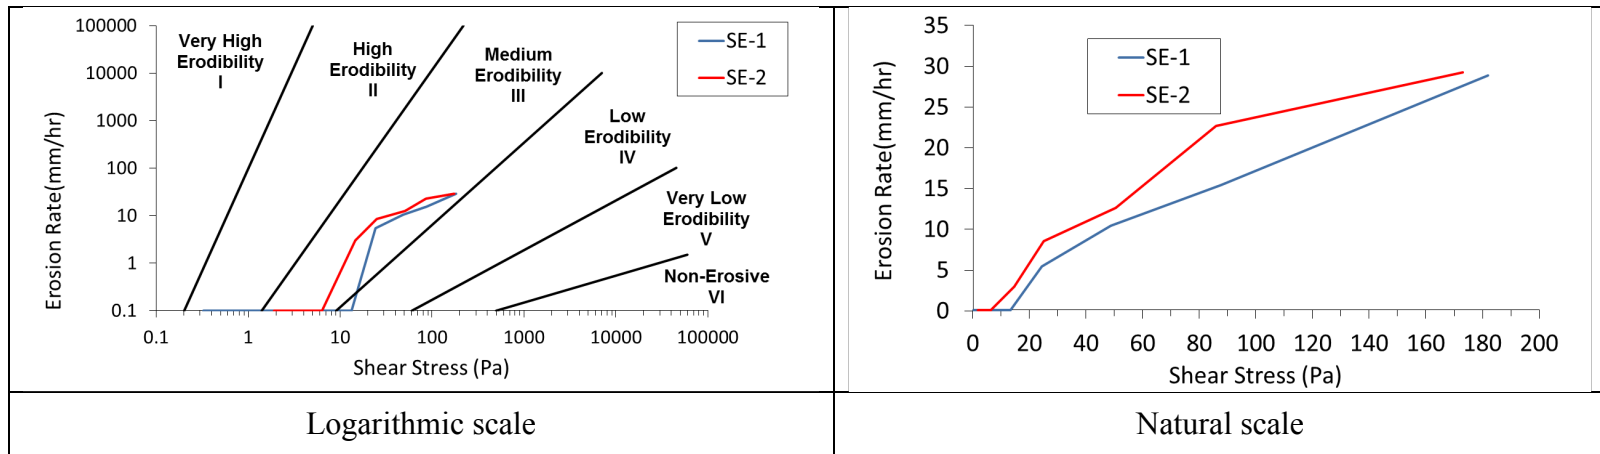 100000
10000
1000
100
10
1
0.1
Erosion Rate(mm/hr)
Very High
Erodibility
I
High
Erodibility
II
Medium
Erodibility
III
Low
Erodibility
IV
Very Low
Erodibility
V
Non-Erosive
VI
SE-1
SE-2
0.1 1 10 100 1000 10000 100000
Shear Stress (Pa)
Logarithmic scale
35
30
25
20
15
10
5
0
Erosion Rate(mm/hr)
SE-1
SE-2
0 20 40 60 80 100 120 140 160 180 200
Shear Stress (Pa)
Natural scale